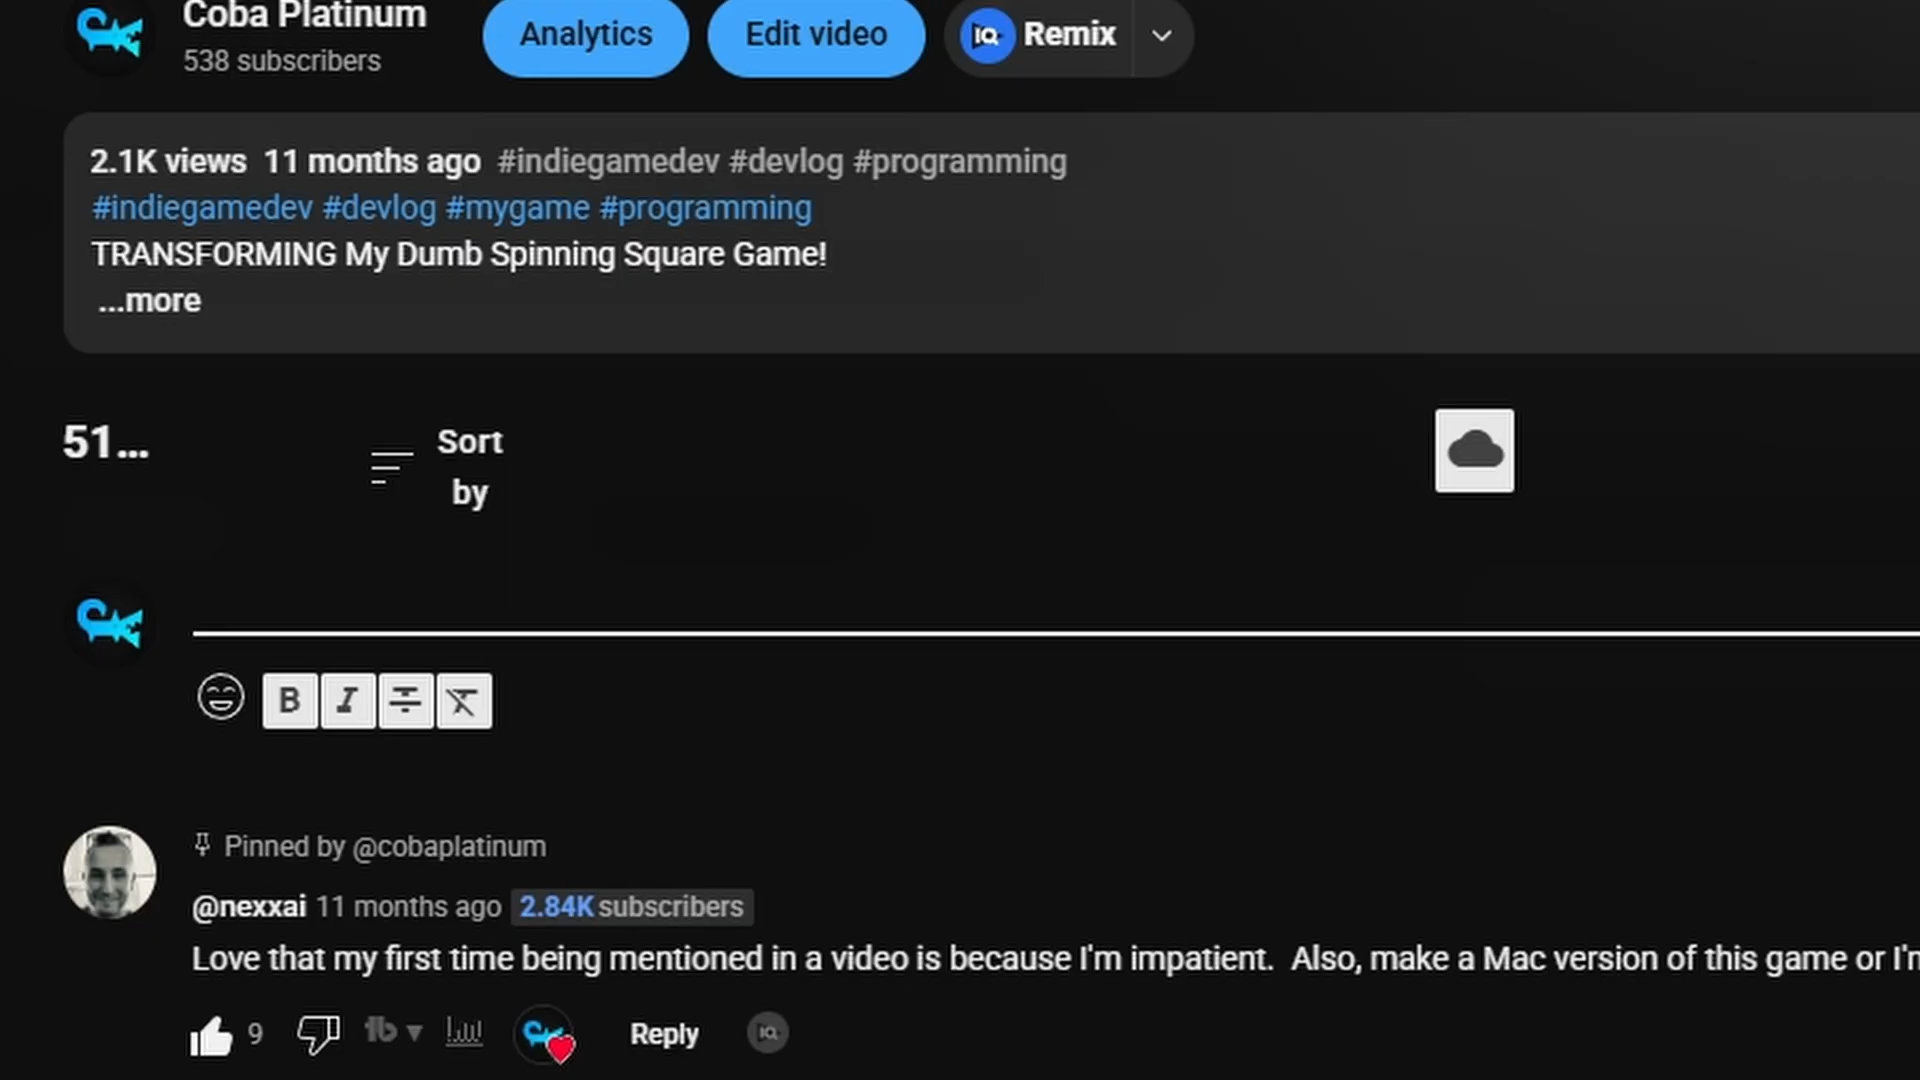 Coba Platinum
538 subscribers
Analytics
Edit video
IQ
Remix
2.1K views 11 months ago #indiegamedev #devlog #programming
#indiegamedev #devlog #mygame #programming
TRANSFORMING My Dumb Spinning Square Game!
...more
51...
Sort
by
B I
Pinned by @cobaplatinum
@nexxai 11 months ago 2.84K subscribers
Love that my first time being mentioned in a video is because I'm impatient. Also, make a Mac version of this game or I'm
9
Reply
IQ